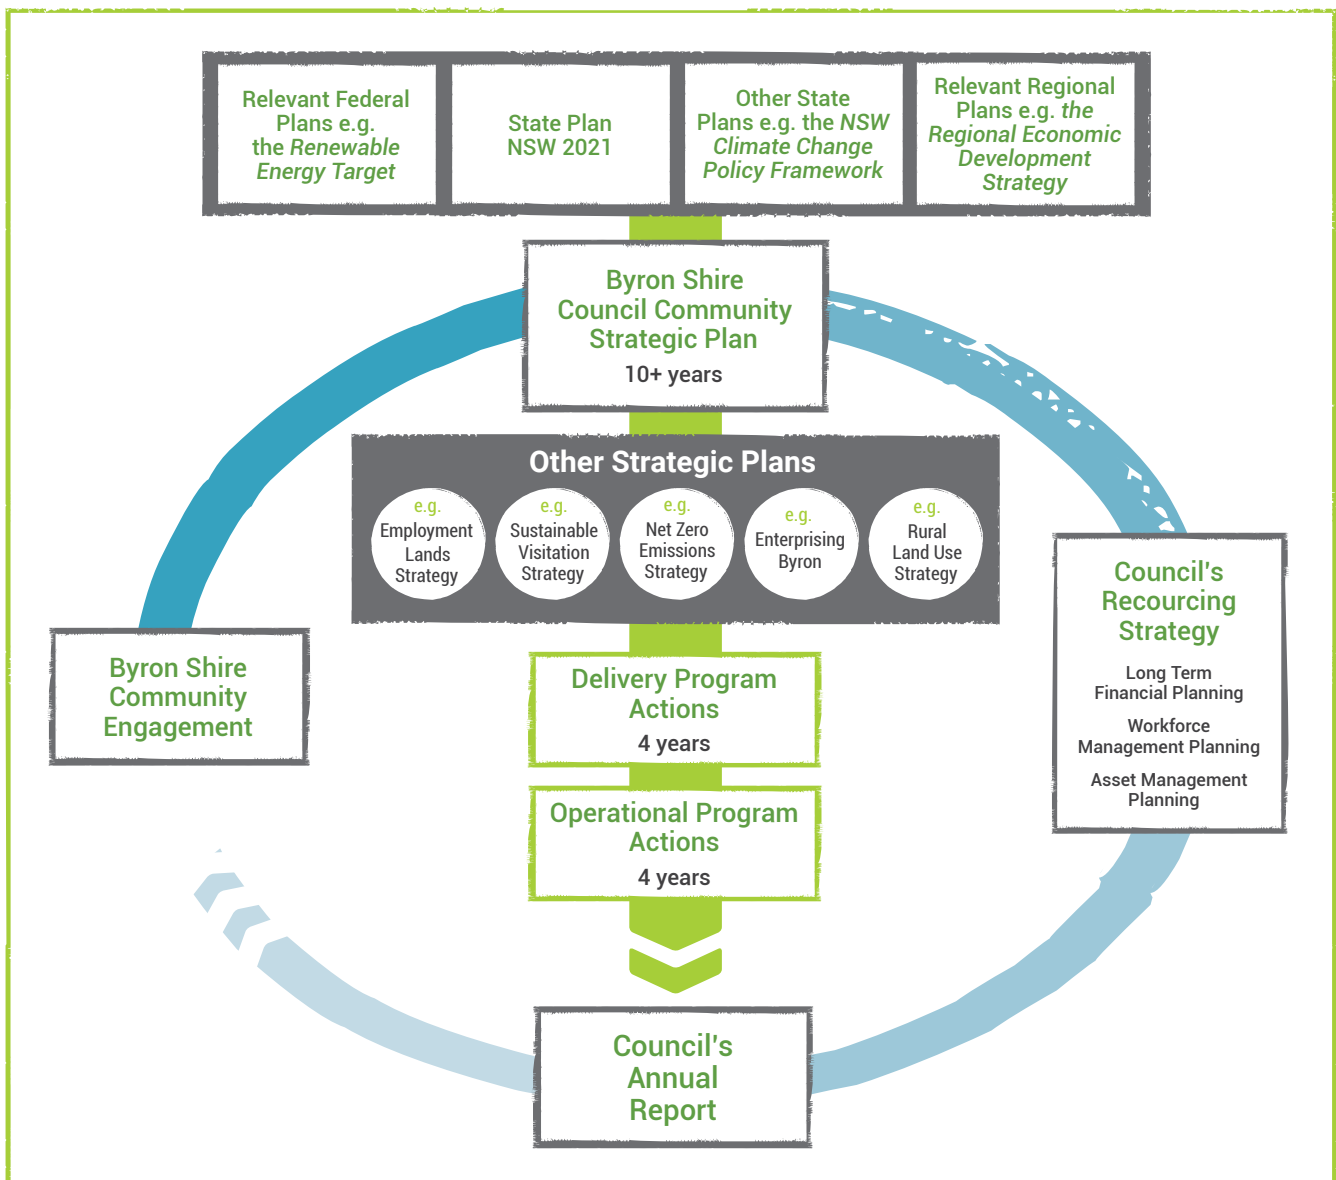 Relevant Federal
Plans e.g.
the Renewable
Energy Target
State Plan
NSW 2021
Other State
Plans e.g. the NSW
Climate Change
Policy Framework
Relevant Regional
Plans e.g. the
Regional Economic
Development
Strategy
Byron Shire
Council Community
Strategic Plan
10+ years
Other Strategic Plans
e.g.
Employment
Lands
Strategy
e.g.
Sustainable
Visitation
Strategy
e.g.
Net Zero
Emissions
Strategy
e.g.
Enterprising
Byron
e.g.
Rural
Land Use
Strategy
Council's
Recourcing
Strategy
Long Term
Financial Planning
Workforce
Management Planning
Asset Management
Planning
Byron Shire
Community
Engagement
Delivery Program
Actions
4 years
Operational Program
Actions
4 years
Council's
Annual
Report